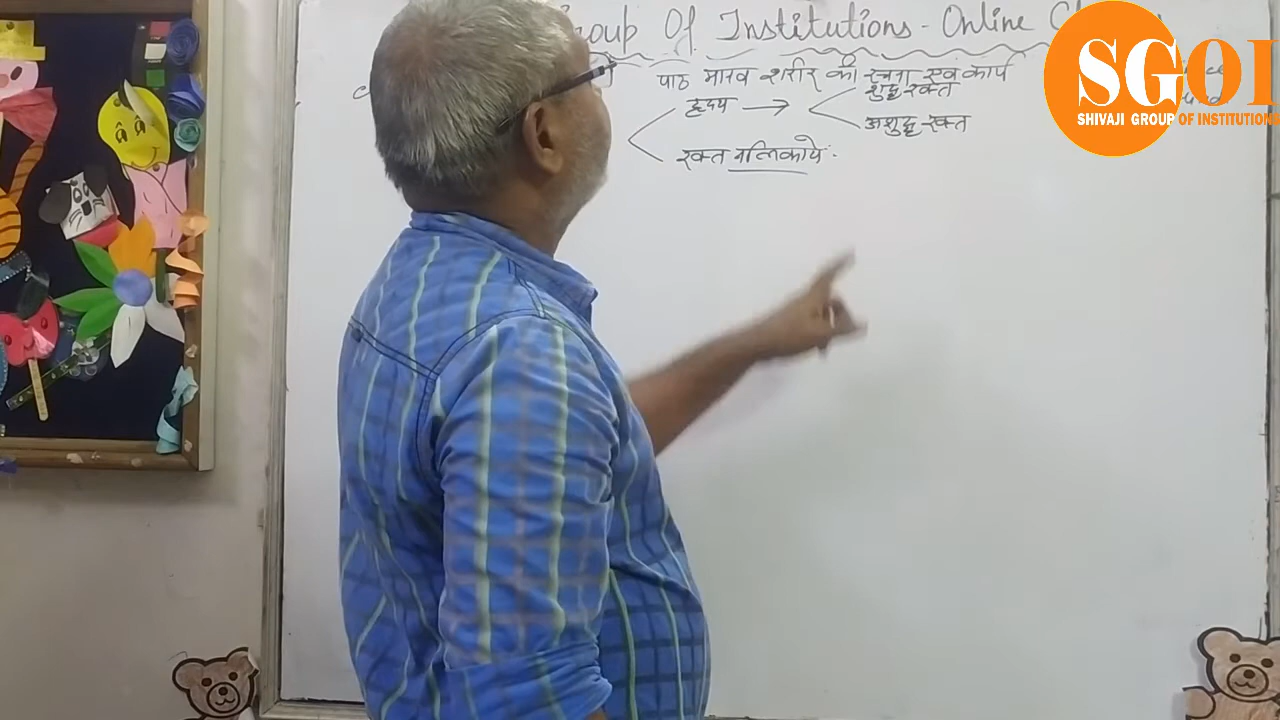 Group Of Institutions - Online
पाठ मानव शरीर की रचना एवं कार्य
हृदय → शुद्ध रक्त
अशुद्ध रक्त
रक्त नलिकायें
SGOI
SHIVAJI GROUP OF INSTITUTIONS